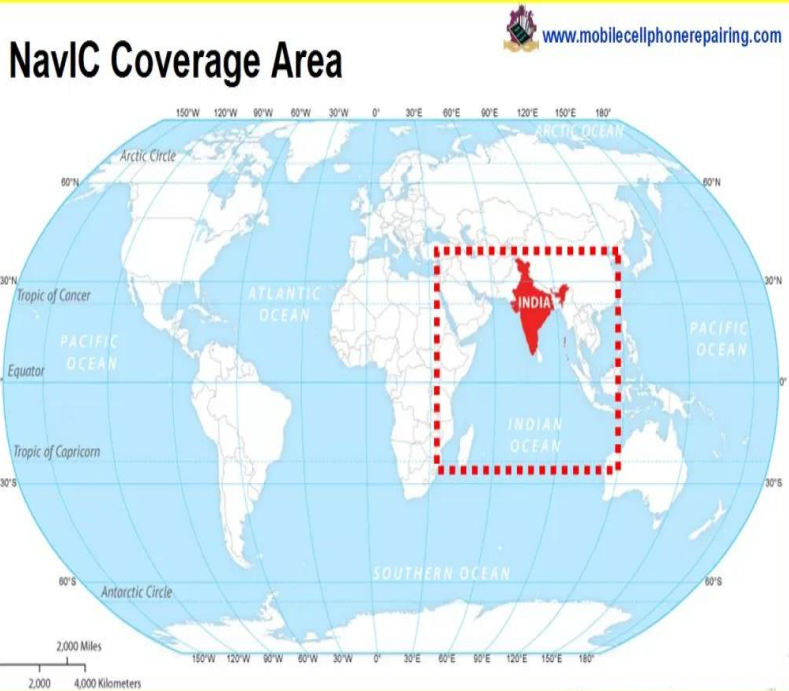 www.mobilecellphonerepairing.com
NavIC Coverage Area
150°W 120°W 90°W 60°W 30°W 0° 30°E 60°E 90°E 120°E 150°E 180°
ARCTIC OCEAN
Arctic Circle
60°N 60°N
30°N 30°N
Tropic of Cancer
ATLANTIC
OCEAN
INDIA
PACIFIC
OCEAN
PACIFIC
OCEAN
Equator
0°
INDIAN
OCEAN
Tropic of Capricorn
30°S 30°S
SOUTHERN OCEAN
60°S 60°S
Antarctic Circle
150°W 120°W 90°W 60°W 30°W 0° 30°E 60°E 90°E 120°E 150°E 180°
2,000 Miles
2,000 4,000 Kilometers